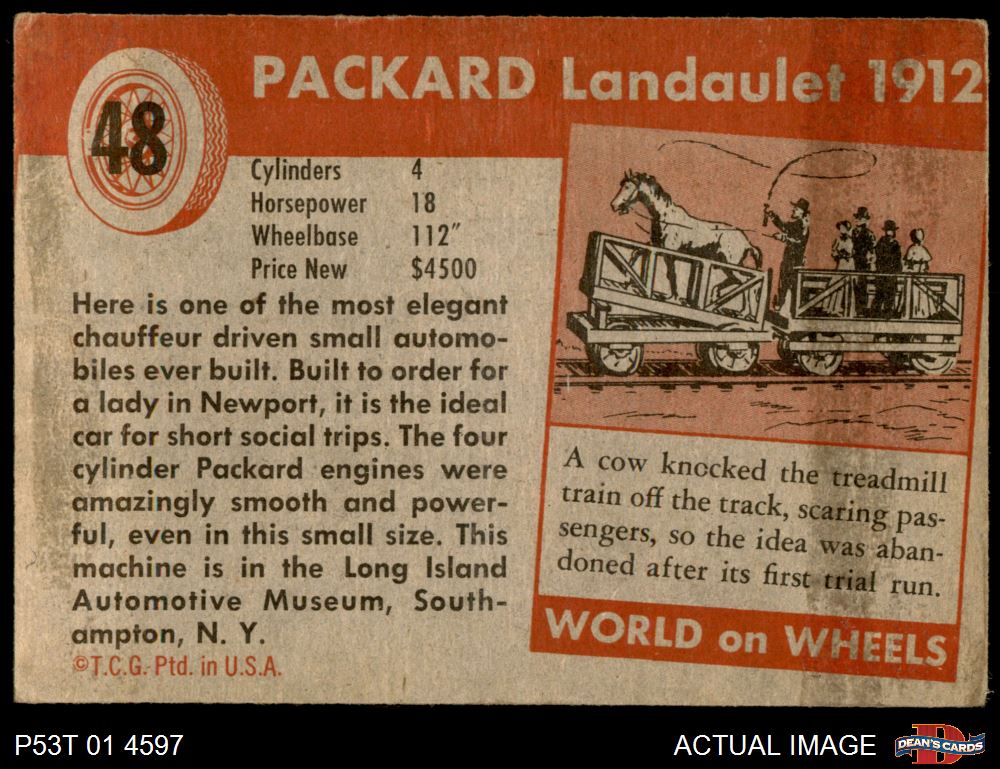 48
PACKARD Landaulet 1912
Cylinders 4
Horsepower 18
Wheelbase 112"
Price New $4500
Here is one of the most elegant
chauffeur driven small automo-
biles ever built. Built to order for
a lady in Newport, it is the ideal
car for short social trips. The four
cylinder Packard engines were
amazingly smooth and power-
ful, even in this small size. This
machine is in the Long Island
Automotive Museum, South-
ampton, N. Y.
©T.C.G. Ptd. in U.S.A.
A cow knocked the treadmill
train off the track, scaring pas-
sengers, so the idea was aban-
doned after its first trial run.
WORLD on WHEELS
P53T 01 4597
ACTUAL IMAGE
D
DEAN'S CARDS